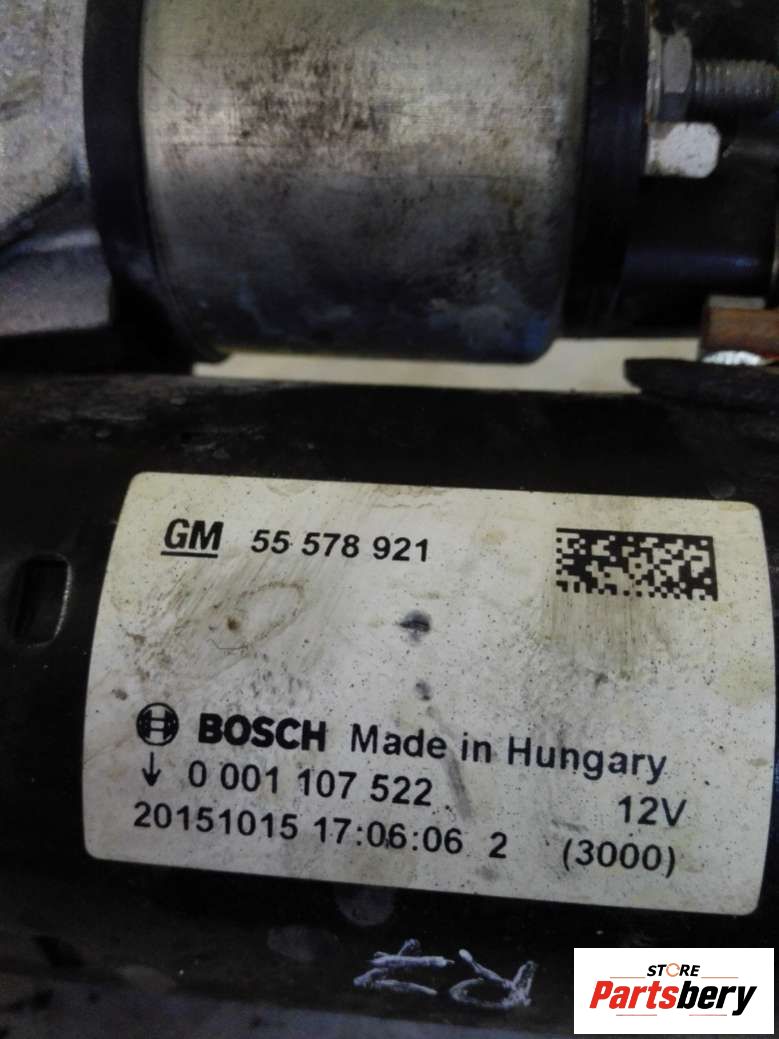 GM 55 578 921
BOSCH Made in Hungary
↓ 0 001 107 522 12V
20151015 17:06:06 2 (3000)
STORE
Partsbery